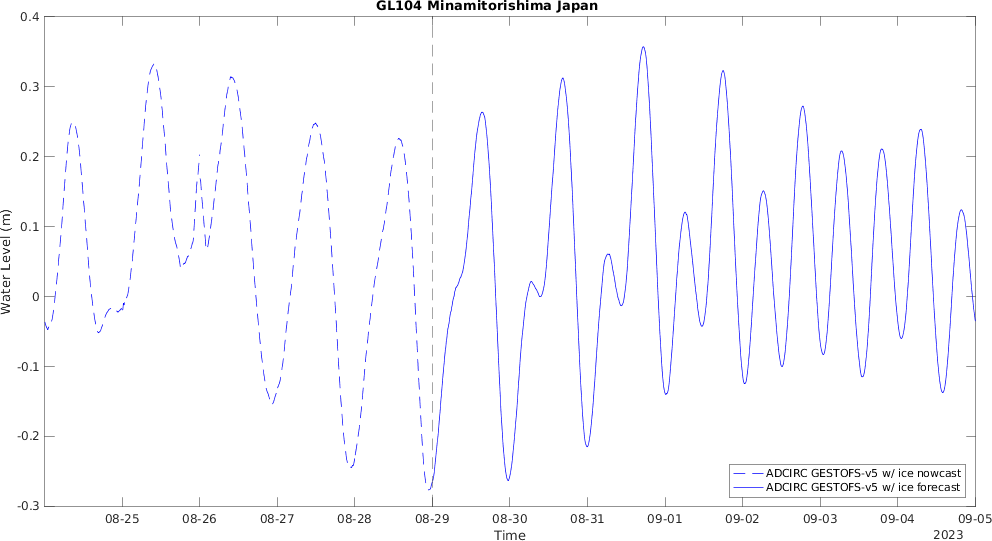 GL104 Minamitorishima Japan
0.4
0.3
0.2
0.1
0
-0.1
-0.2
-0.3
Water Level (m)
ADCIRC GESTOFS-v5 w/ ice nowcast
ADCIRC GESTOFS-v5 w/ ice forecast
08-25 08-26 08-27 08-28 08-29 08-30 08-31 09-01 09-02 09-03 09-04 09-05
Time
2023